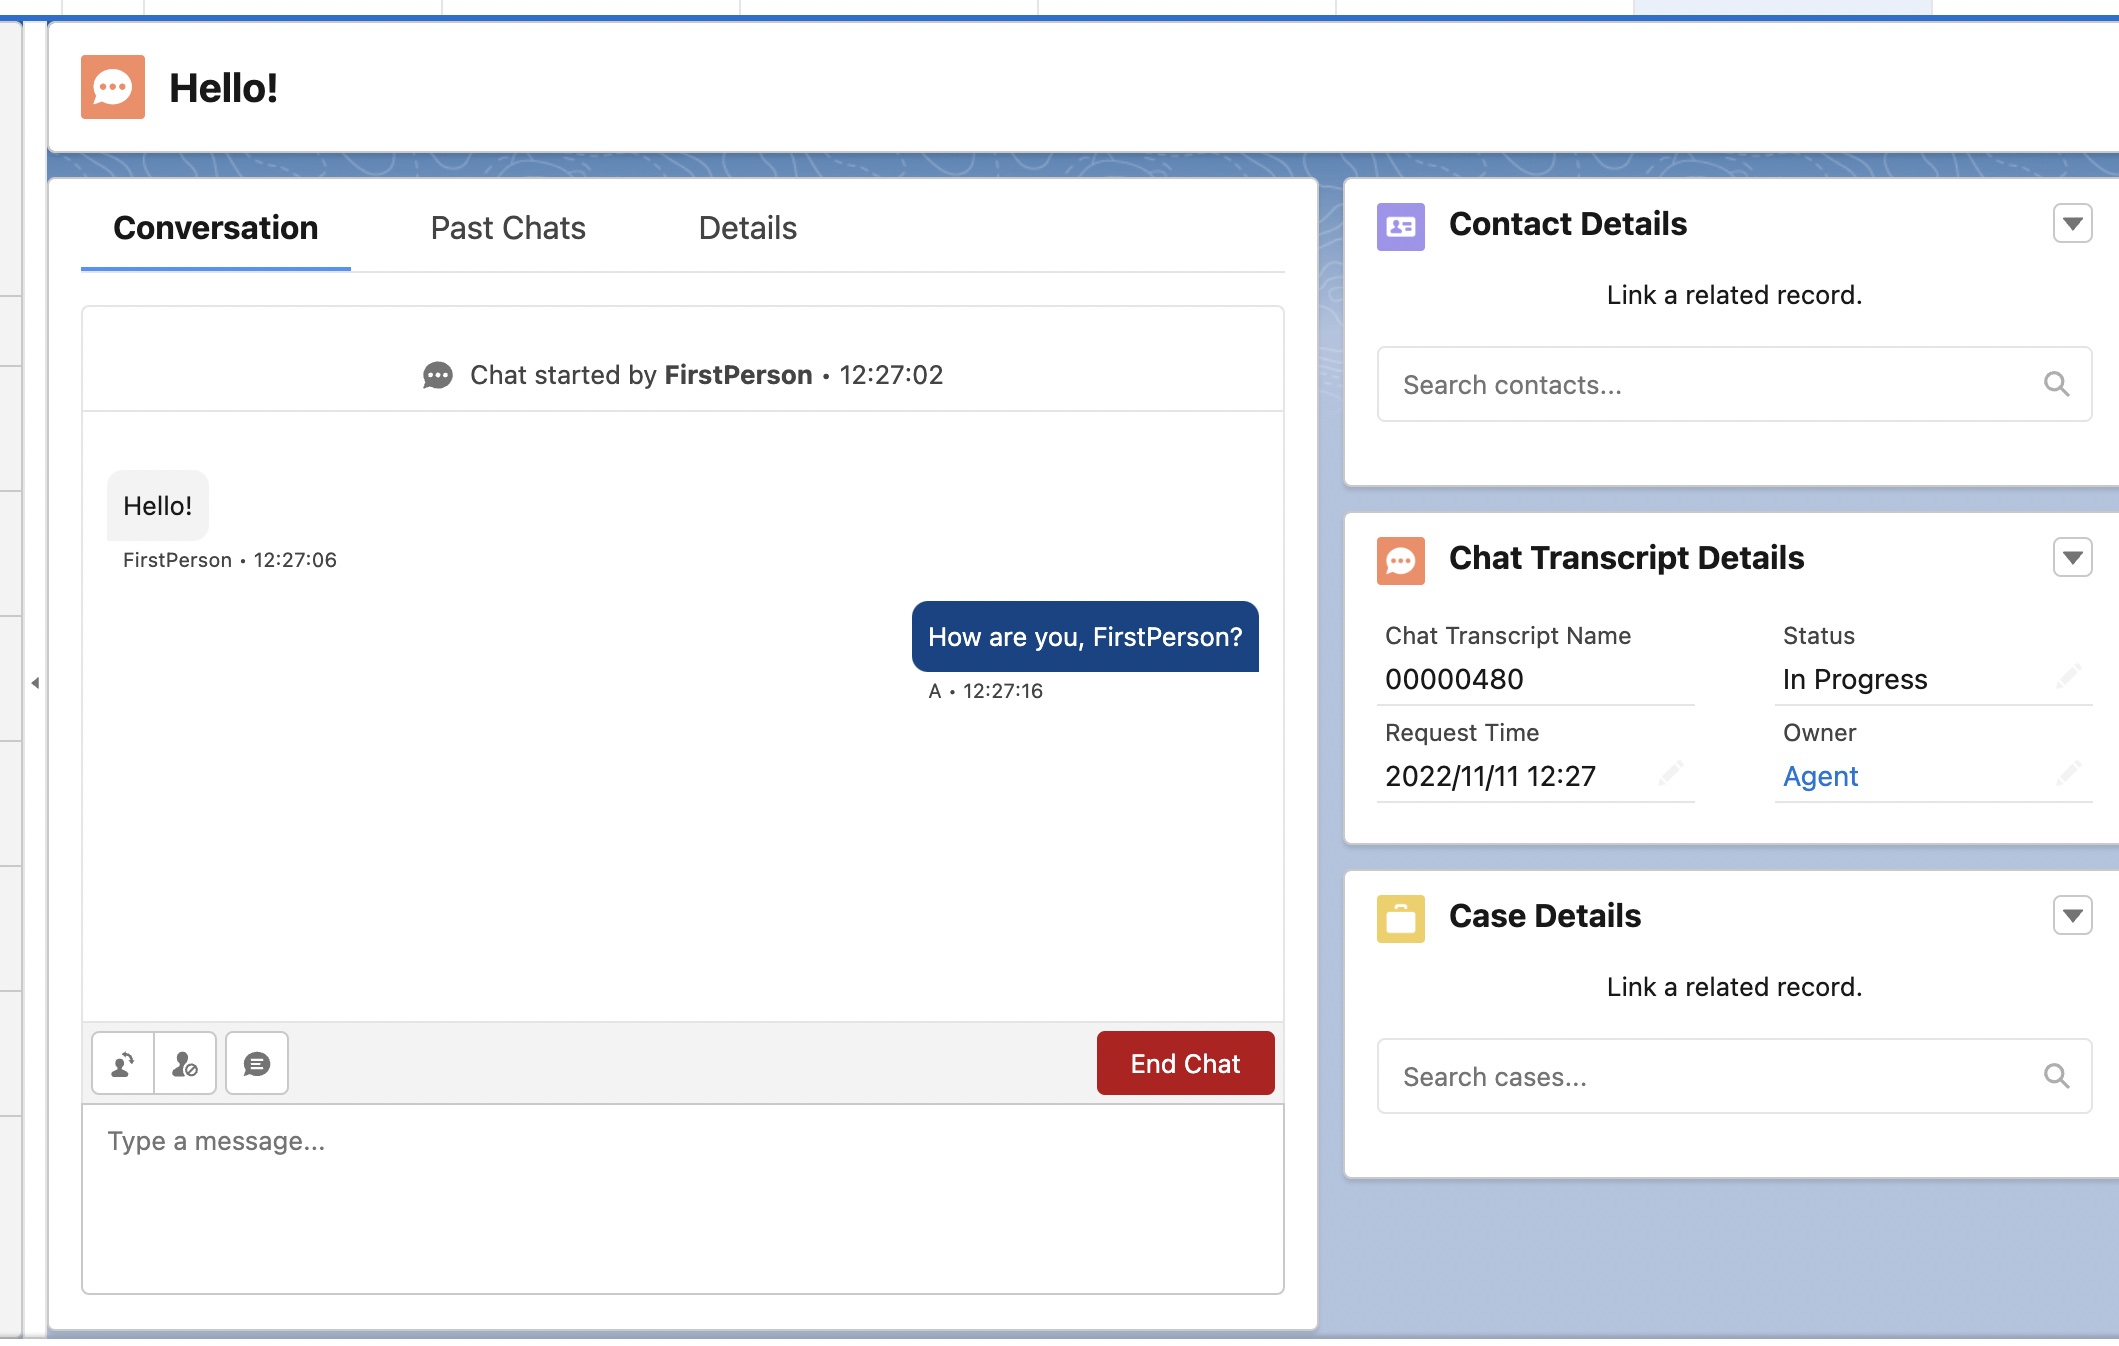 Hello!
Conversation
Past Chats
Details
Chat started by FirstPerson • 12:27:02
Hello!
FirstPerson • 12:27:06
How are you, FirstPerson?
A • 12:27:16
End Chat
Type a message...
Contact Details
Link a related record.
Search contacts...
Chat Transcript Details
Chat Transcript Name
00000480
Status
In Progress
Request Time
2022/11/11 12:27
Owner
Agent
Case Details
Link a related record.
Search cases...